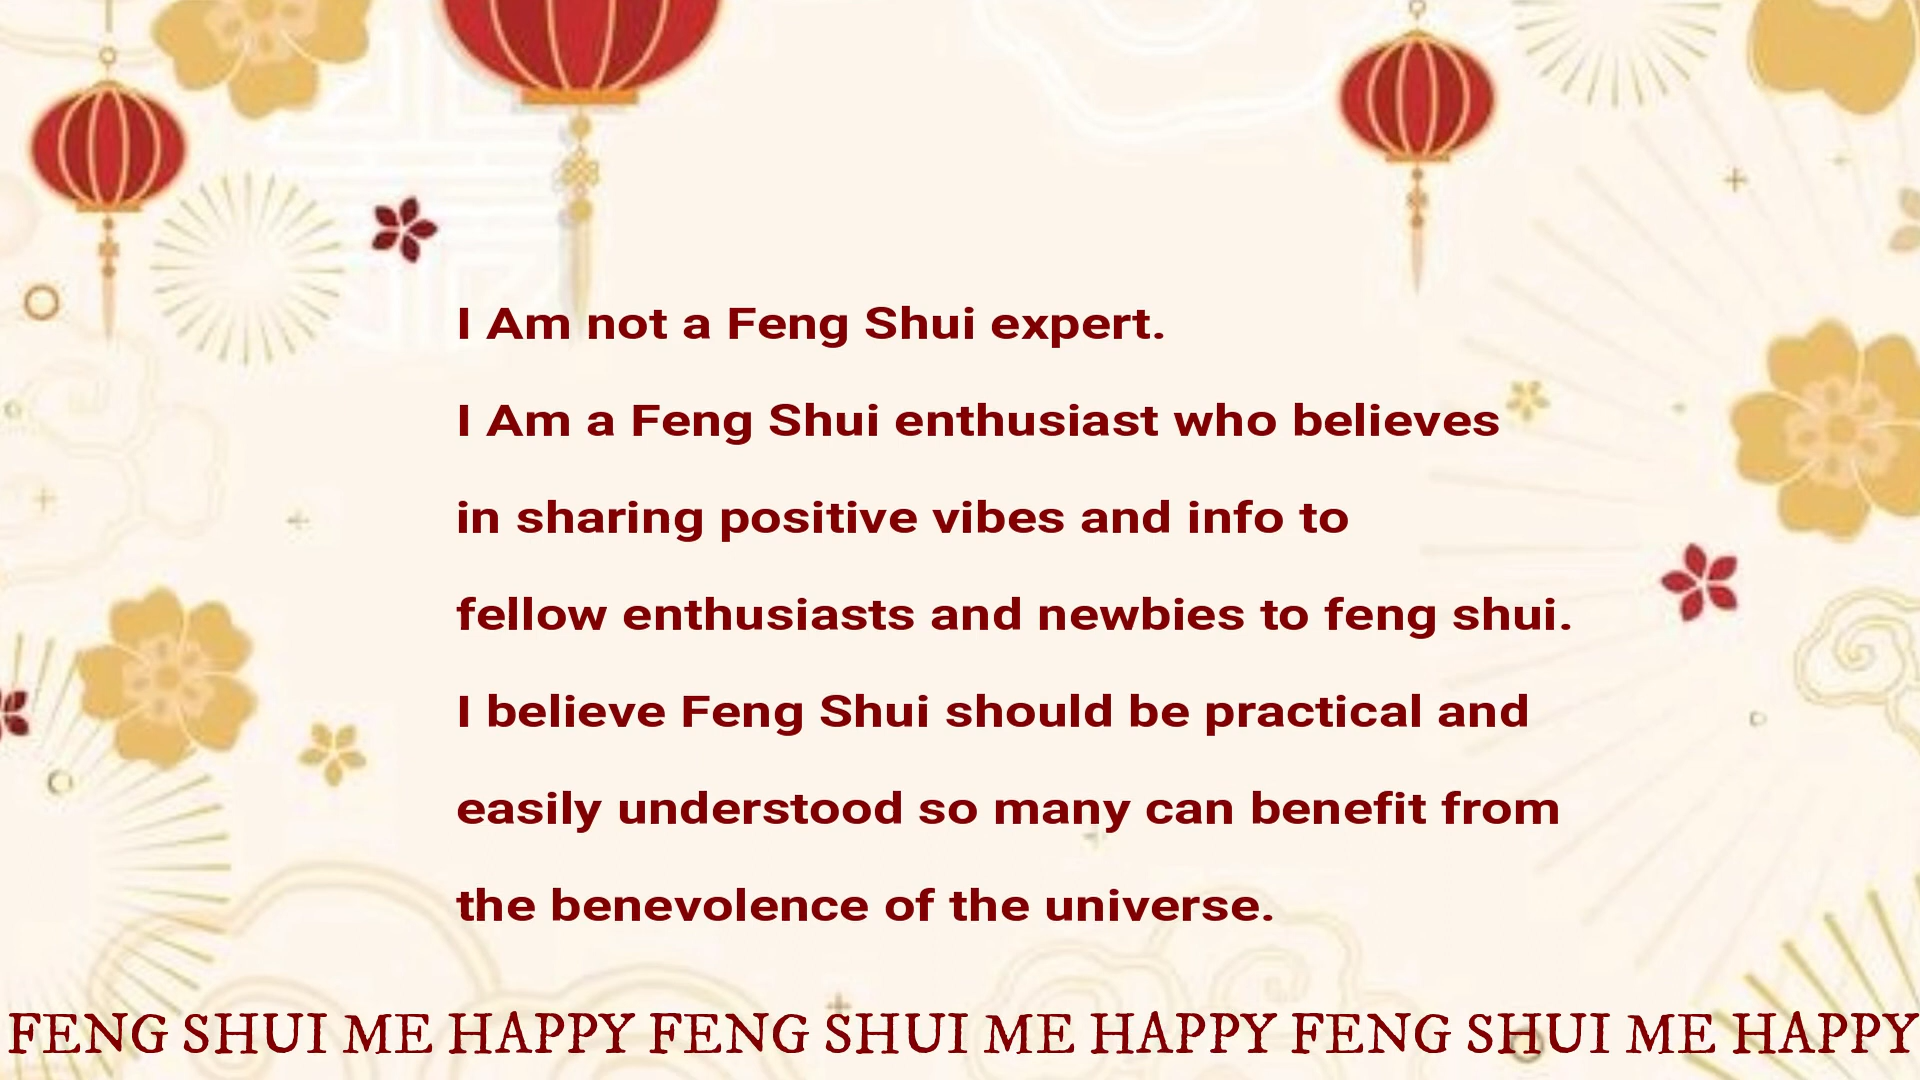 I Am not a Feng Shui expert.
I Am a Feng Shui enthusiast who believes
in sharing positive vibes and info to
fellow enthusiasts and newbies to feng shui.
I believe Feng Shui should be practical and
easily understood so many can benefit from
the benevolence of the universe.
FENG SHUI ME HAPPY FENG SHUI ME HAPPY FENG SHUI ME HAPPY